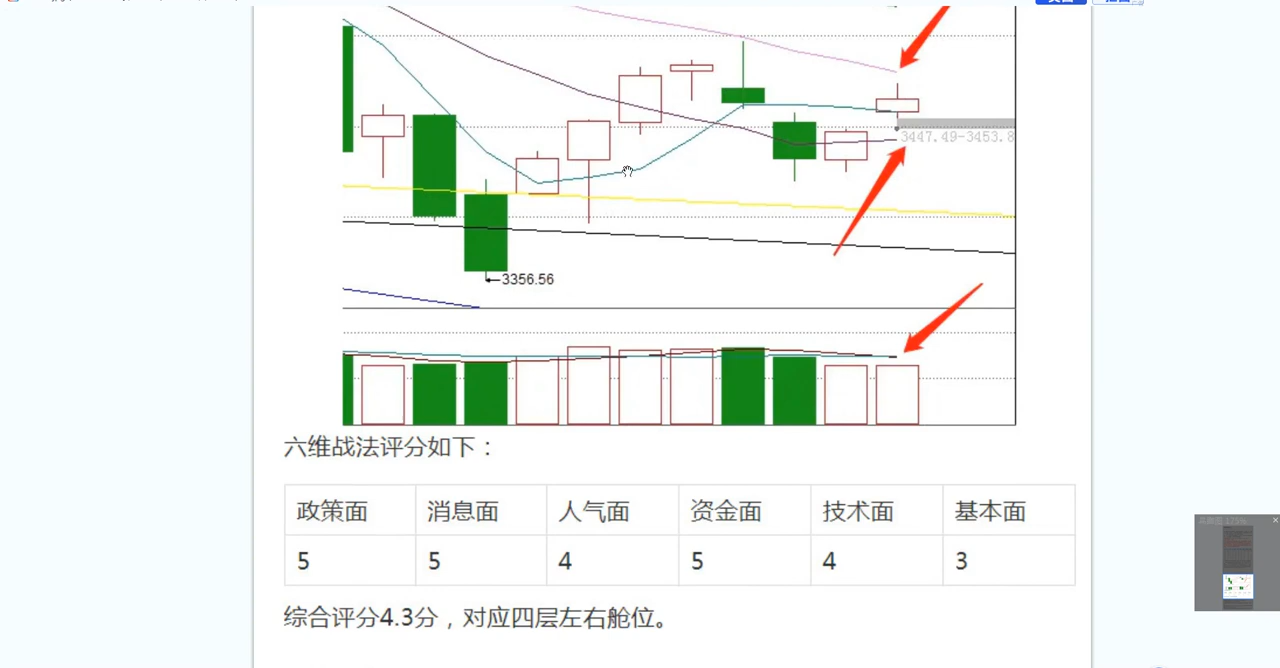 3447.49-3453.8
3356.56
六维战法评分如下：
政策面 消息面 人气面 资金面 技术面 基本面
5 5 4 5 4 3
综合评分4.3分，对应四层左右舱位。